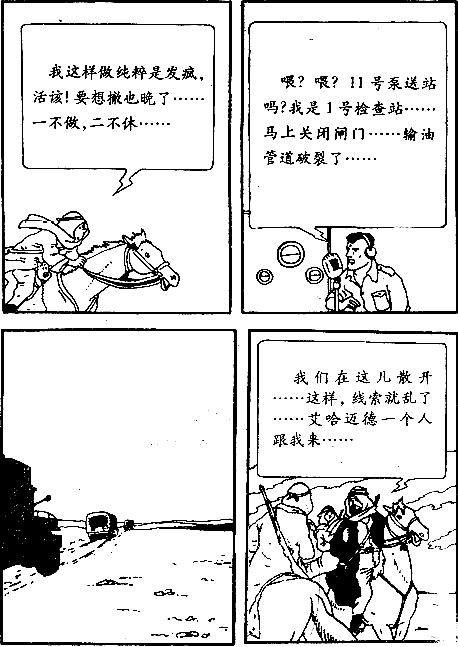 我这样做纯粹是发疯，
活该！要想撤也晚了……
一不做，二不休……
喂？喂？11号泵送站
吗？我是1号检查站……
马上关闭闸门……输油
管道破裂了……
我们在这儿散开
……这样，线索就乱了
……艾哈迈德一个人
跟我来……